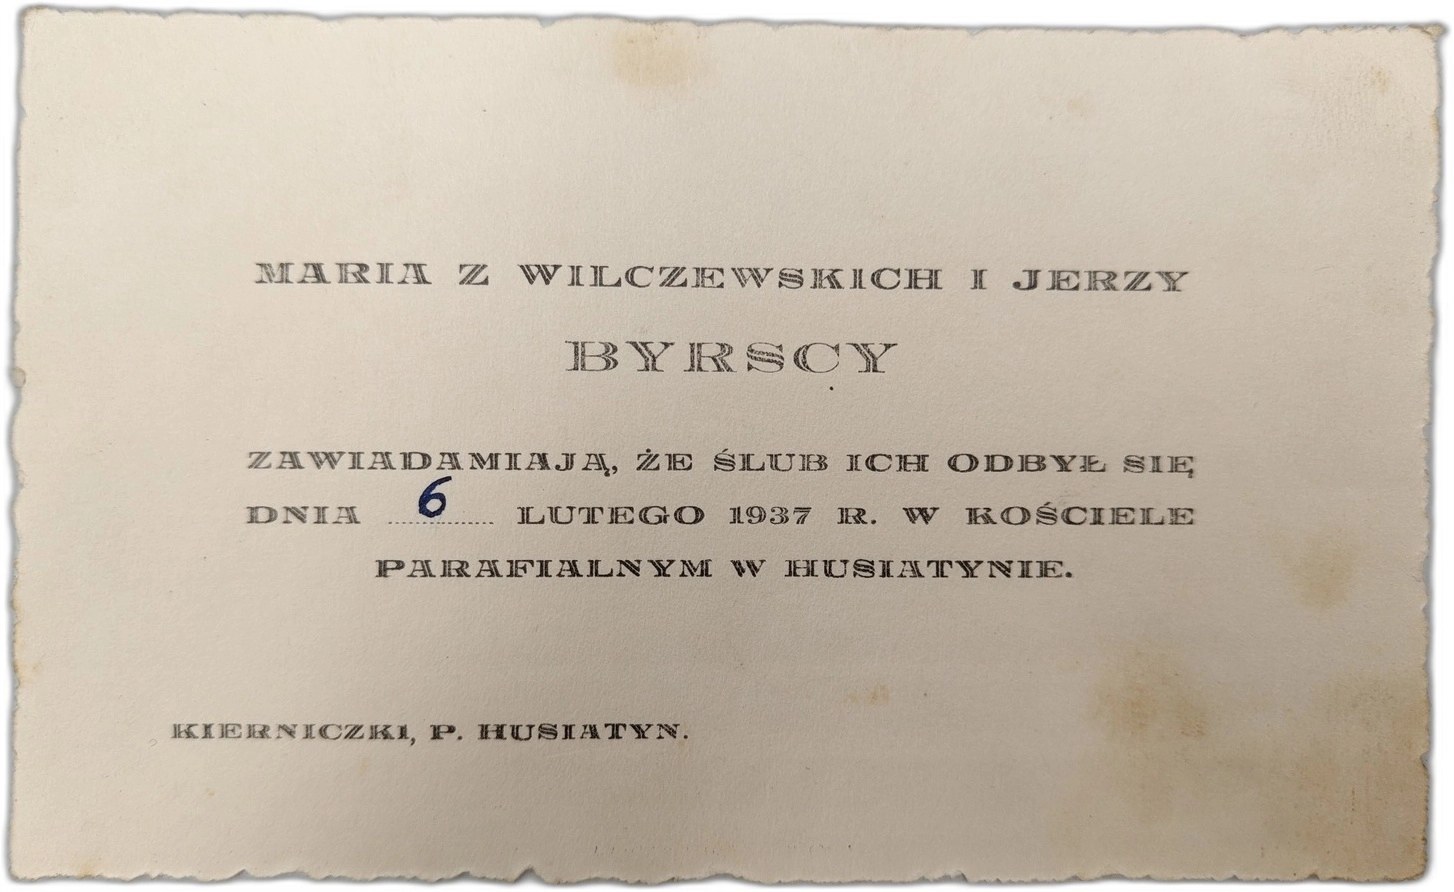 MARIA Z WILCZEWSKICH I JERZY
BYRSCY
ZAWIADAMIAJĄ, ŻE ŚLUB ICH ODBYŁ SIĘ
DNIA 6 LUTEGO 1937 R. W KOŚCIELE
PARAFIALNYM W HUSIATYNIE.
KIERNICZKI, P. HUSIATYN.